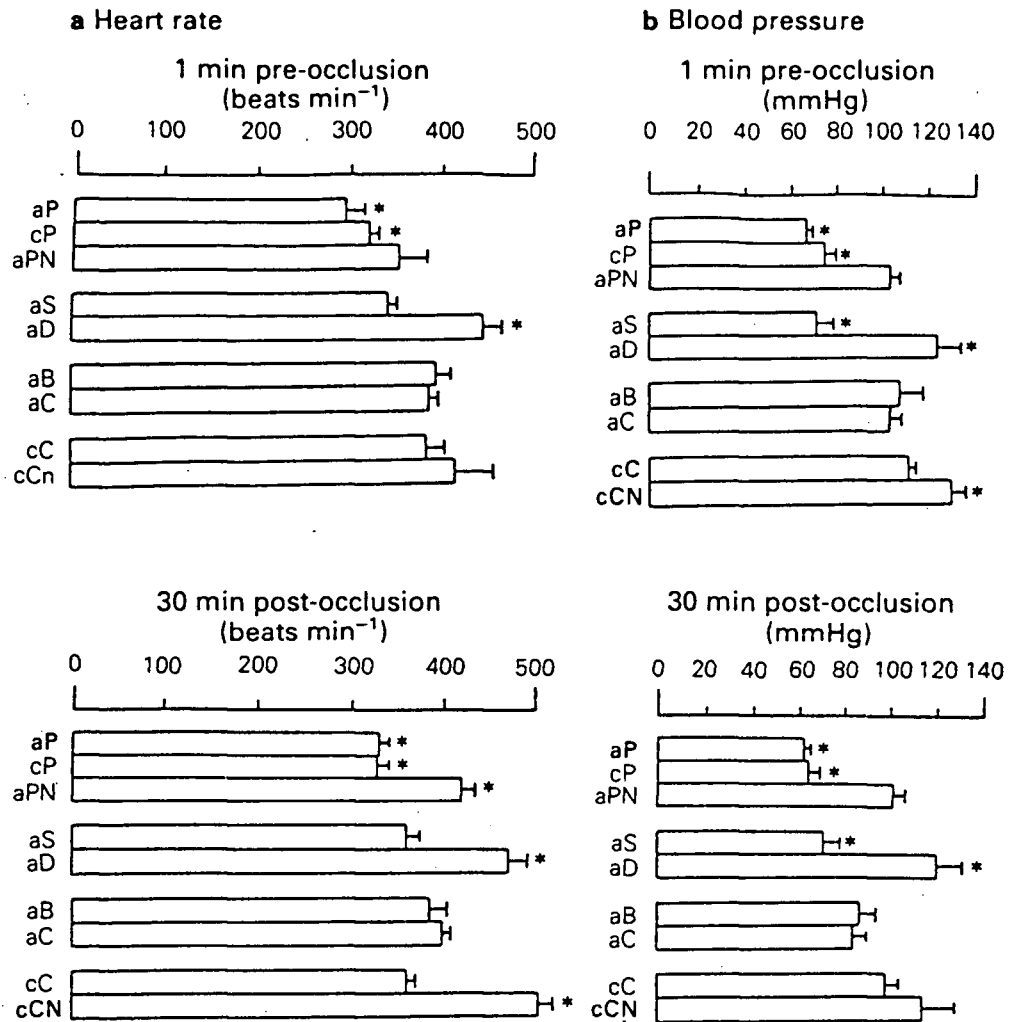 a Heart rate
1 min pre-occlusion
(beats min⁻¹)
0 100 200 300 400 500
aP *
cP *
aPN
aS
aD *
aB
aC
cC
cCn
b Blood pressure
1 min pre-occlusion
(mmHg)
0 20 40 60 80 100 120 140
aP *
cP *
aPN
aS *
aD *
aB
aC
cC
cCN *
30 min post-occlusion
(beats min⁻¹)
0 100 200 300 400 500
aP *
cP *
aPN *
aS
aD *
aB
aC
cC
cCN *
30 min post-occlusion
(mmHg)
0 20 40 60 80 100 120 140
aP *
cP *
aPN
aS *
aD *
aB
aC
cC
cCN